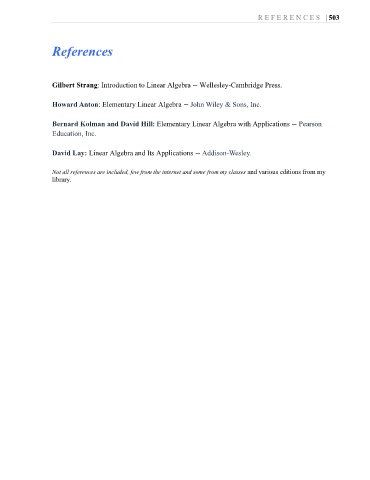 REFERENCES |503
References
Gilbert Strang: Introduction to Linear Algebra – Wellesley-Cambridge Press.
Howard Anton: Elementary Linear Algebra – John Wiley & Sons, Inc.
Bernard Kolman and David Hill: Elementary Linear Algebra with Applications – Pearson
Education, Inc.
David Lay: Linear Algebra and Its Applications – Addison-Wesley.
Not all references are included, few from the internet and some from my classes and various editions from my
library.